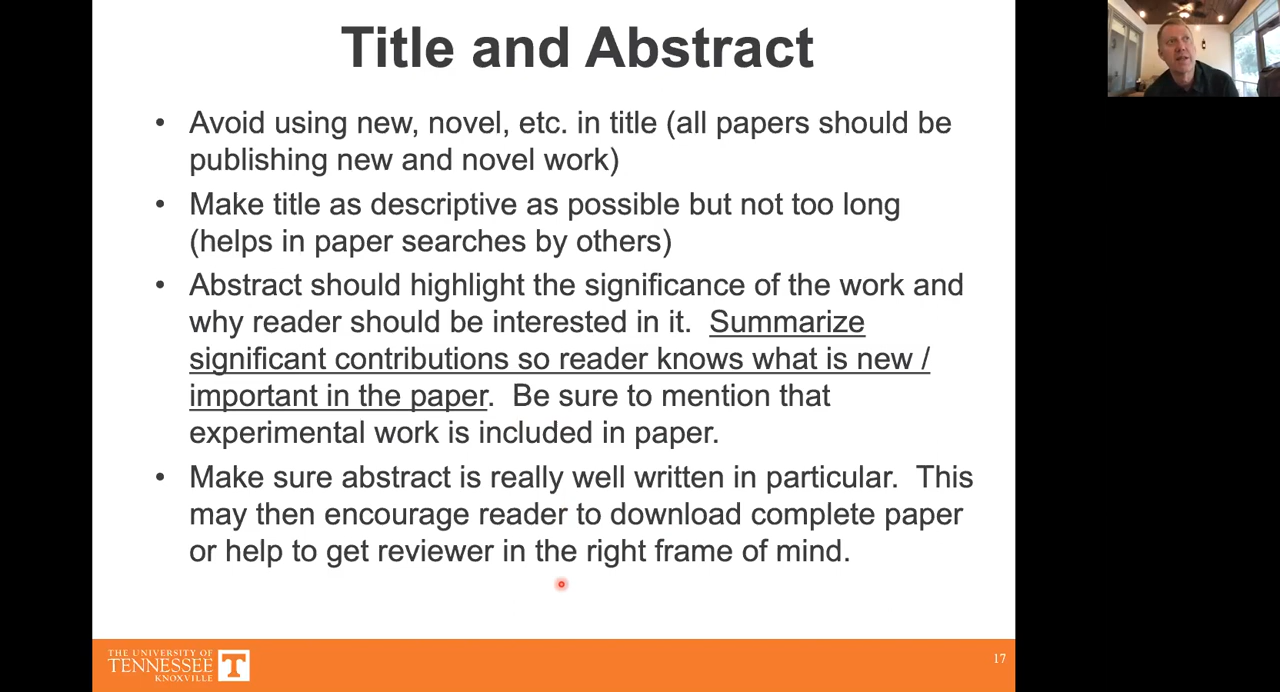 Title and Abstract
• Avoid using new, novel, etc. in title (all papers should be
publishing new and novel work)
• Make title as descriptive as possible but not too long
(helps in paper searches by others)
• Abstract should highlight the significance of the work and
why reader should be interested in it.  Summarize
significant contributions so reader knows what is new /
important in the paper.  Be sure to mention that
experimental work is included in paper.
• Make sure abstract is really well written in particular.  This
may then encourage reader to download complete paper
or help to get reviewer in the right frame of mind.
THE UNIVERSITY OF
TENNESSEE
KNOXVILLE
T
17